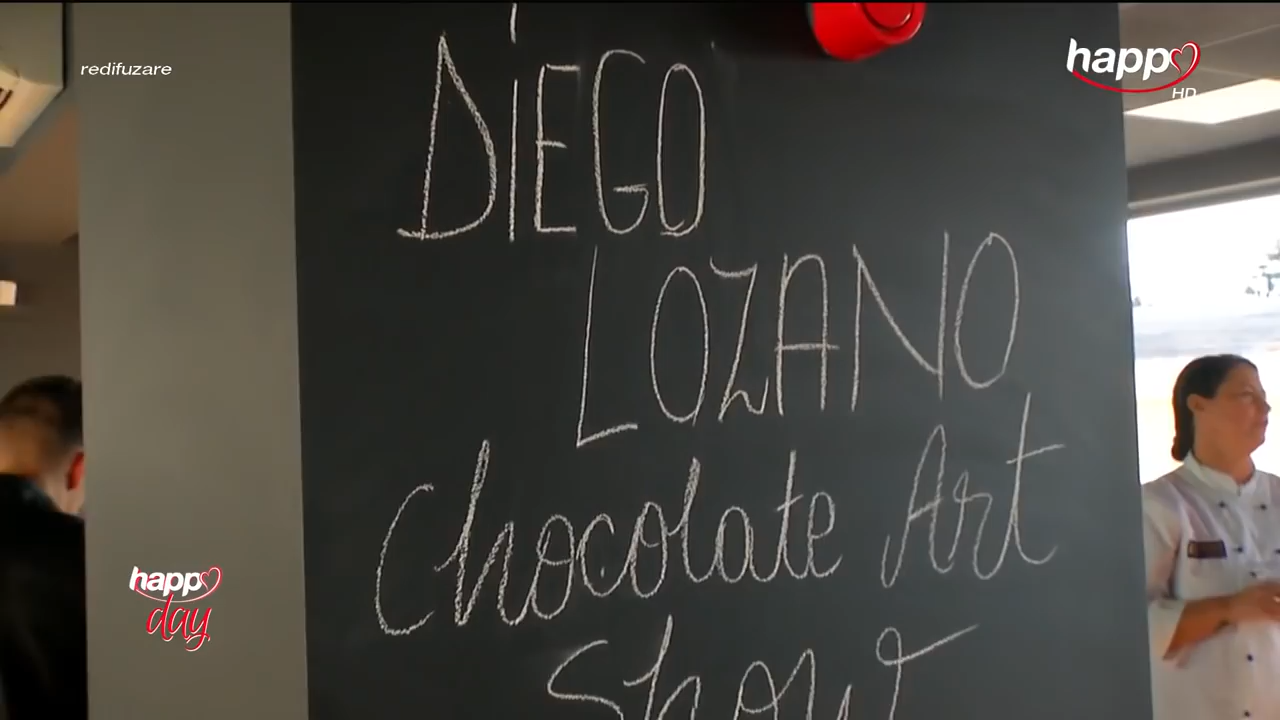 redifuzare
happy
HD
DiEGO
LOZANO
Chocolate Art
Show
happy
day